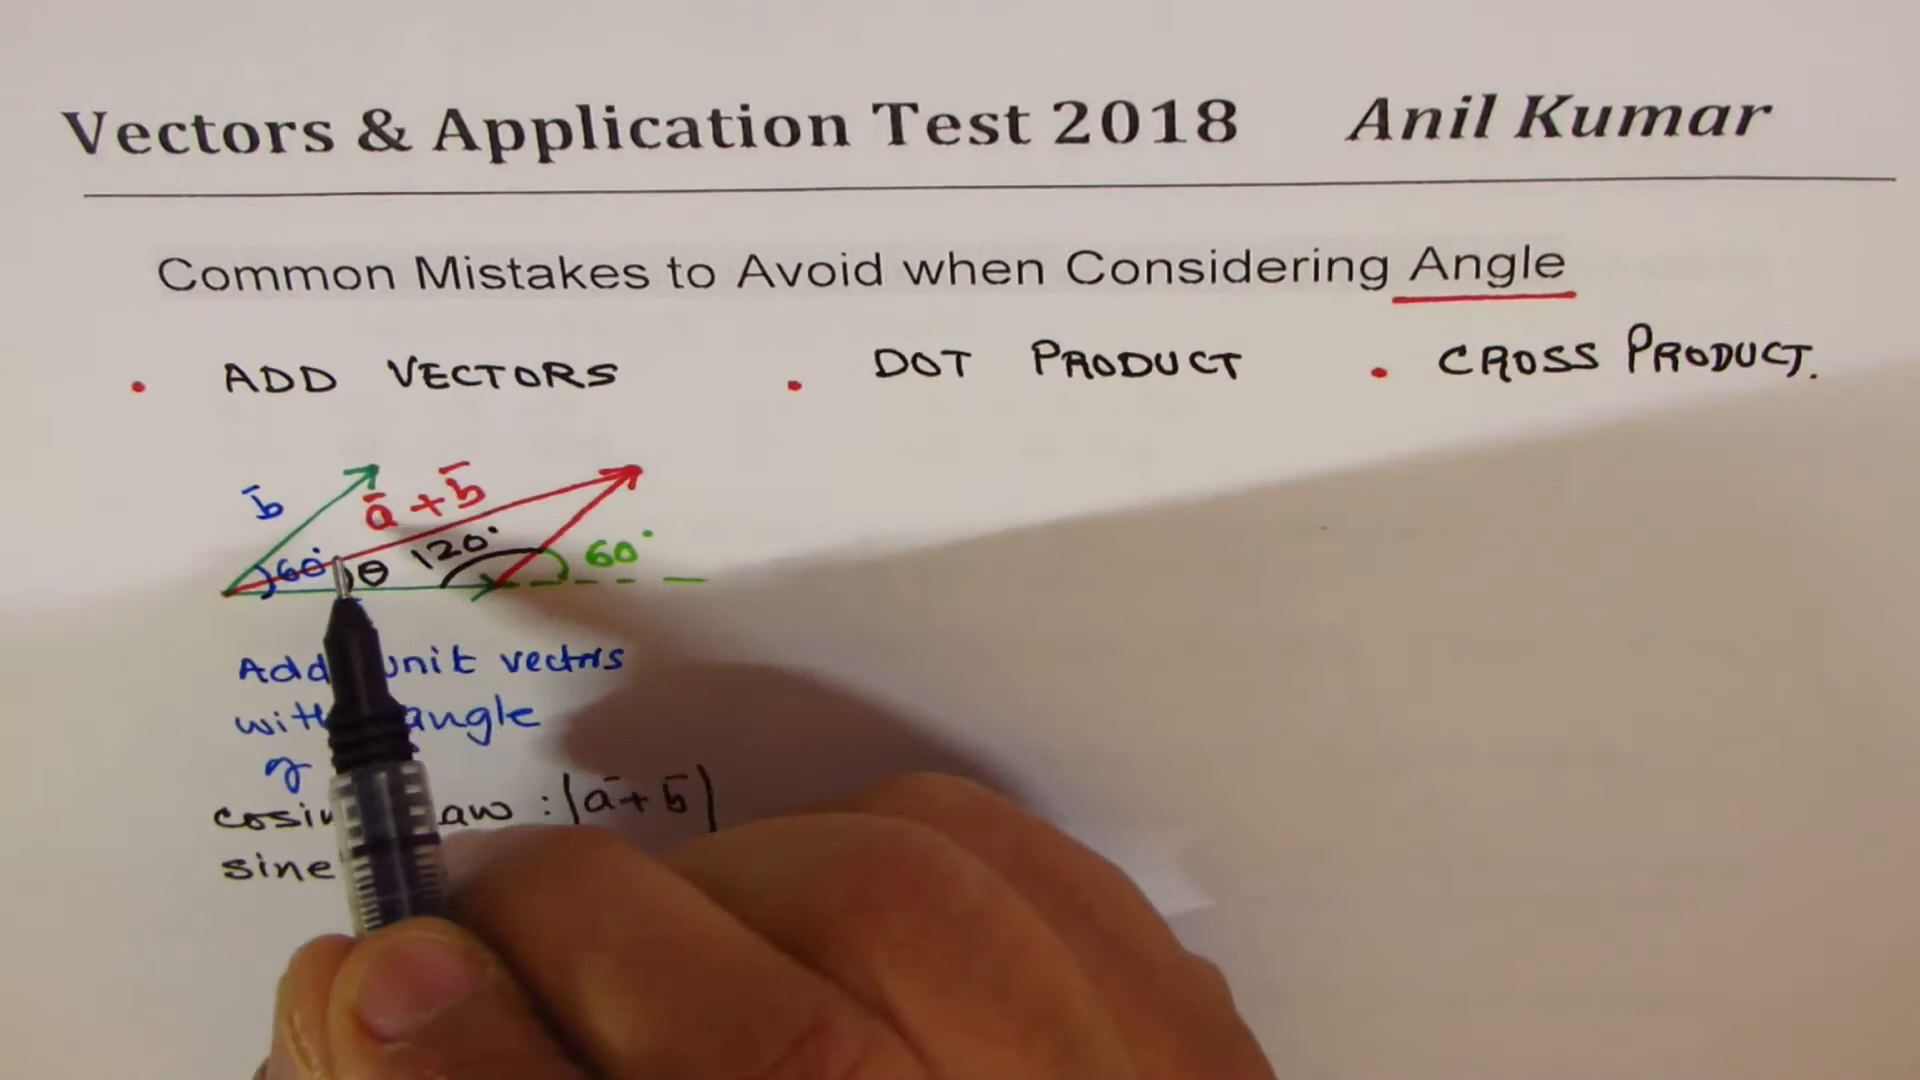 Vectors & Application Test 2018 Anil Kumar
Common Mistakes to Avoid when Considering Angle
• ADD VECTORS • DOT PRODUCT • CROSS PRODUCT.
b̄ ā + b̄
60° θ 120° 60°
Add unit vectors
angle
cosin aw : |ā + b̄|
sine